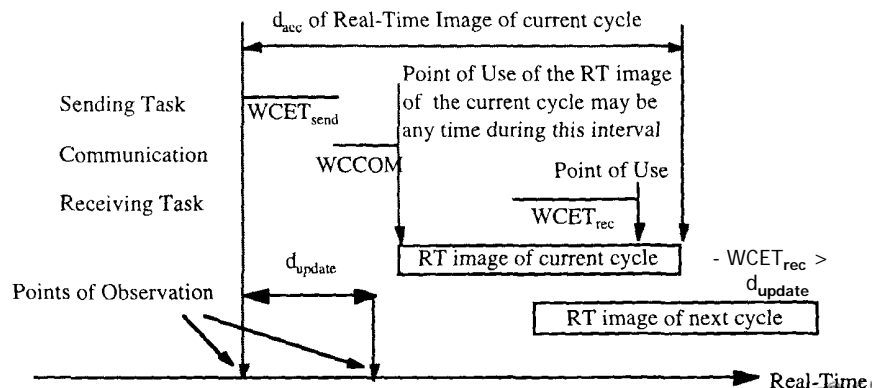 d_acc of Real-Time Image of current cycle
Point of Use of the RT image
of the current cycle may be
any time during this interval
Sending Task
WCET_send
Communication
WCCOM
Point of Use
Receiving Task
WCET_rec
RT image of current cycle
- WCET_rec >
d_update
d_update
Points of Observation
RT image of next cycle
Real-Time